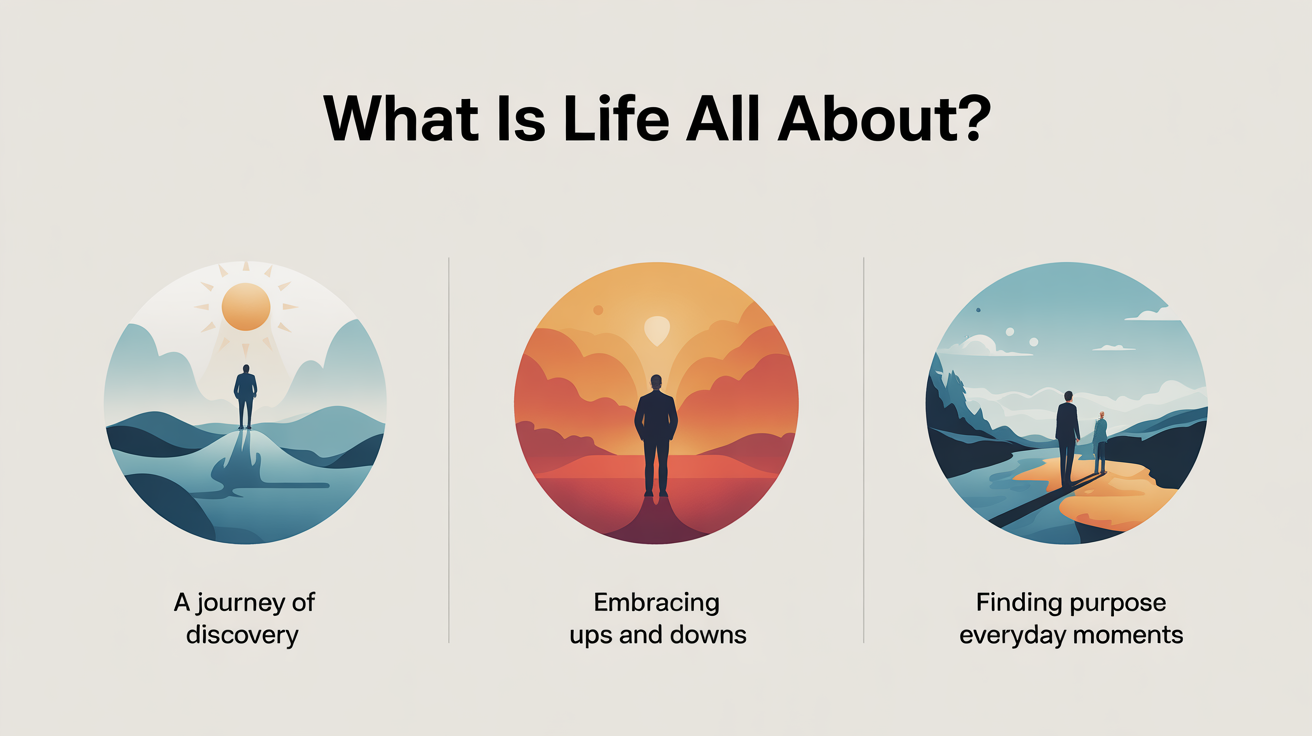 What Is Life All About?
A journey of
discovery
Embracing
ups and downs
Finding purpose
everyday moments